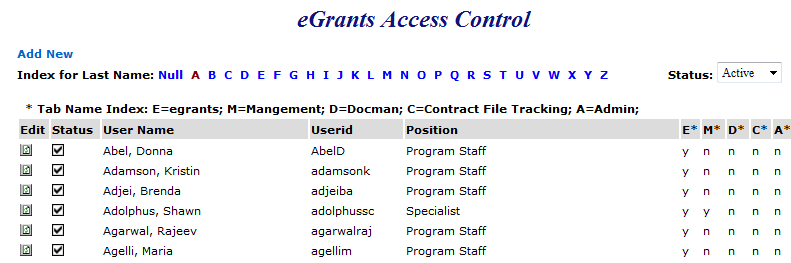 eGrants Access Control
Add New
Index for Last Name: Null A B C D E F G H I J K L M N O P Q R S T U V W X Y Z Status: Active
* Tab Name Index: E=egrants; M=Mangement; D=Docman; C=Contract File Tracking; A=Admin;
Edit Status User Name Userid Position E* M* D* C* A*
Abel, Donna AbelD Program Staff y n n n n
Adamson, Kristin adamsonk Program Staff y n n n n
Adjei, Brenda adjeiba Program Staff y n n n n
Adolphus, Shawn adolphussc Specialist y y n n n
Agarwal, Rajeev agarwalraj Program Staff y n n n n
Agelli, Maria agellim Program Staff y n n n n